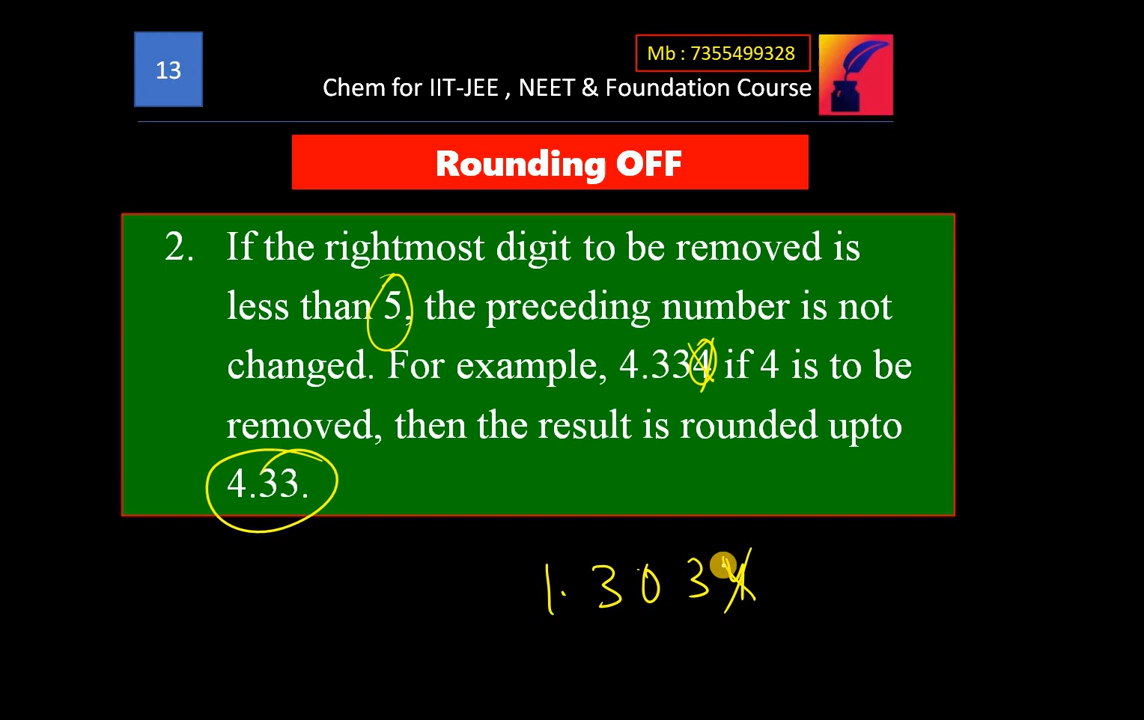 13
Mb : 7355499328
Chem for IIT-JEE , NEET & Foundation Course
Rounding OFF
2. If the rightmost digit to be removed is
less than 5, the preceding number is not
changed. For example, 4.334 if 4 is to be
removed, then the result is rounded upto
4.33.
1.3034